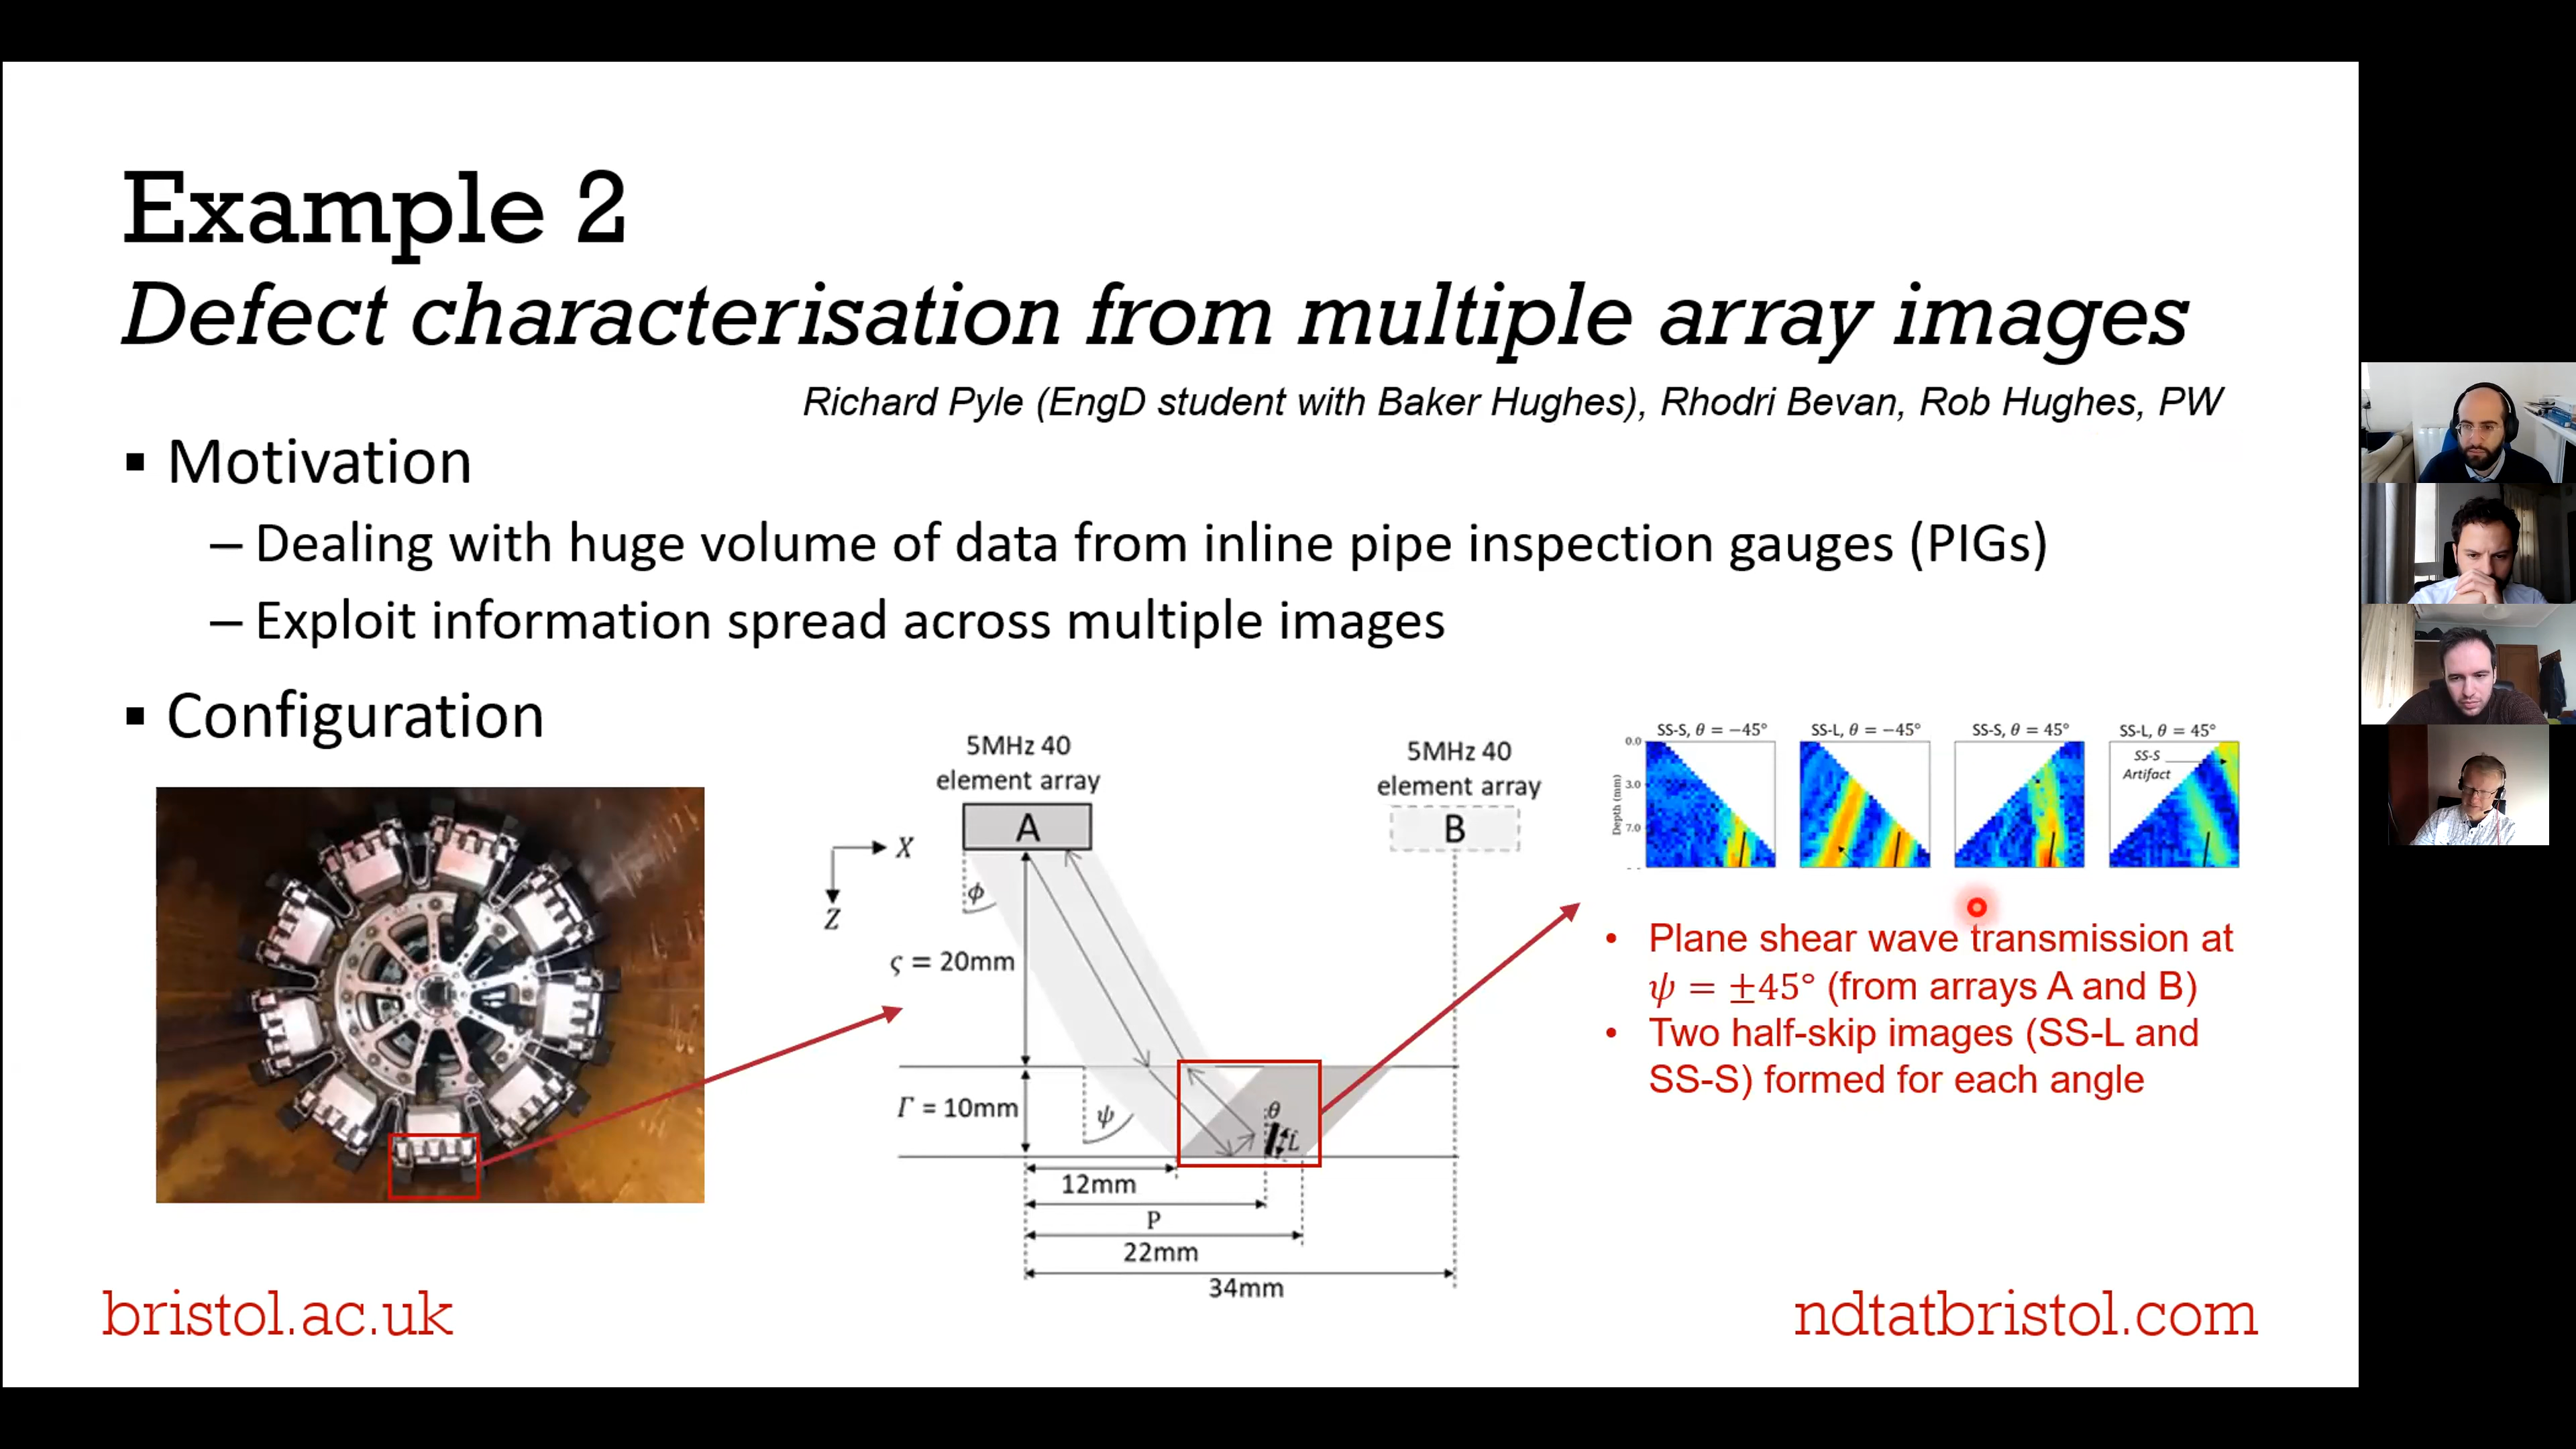 Example 2
Defect characterisation from multiple array images
Richard Pyle (EngD student with Baker Hughes), Rhodri Bevan, Rob Hughes, PW
▪ Motivation
– Dealing with huge volume of data from inline pipe inspection gauges (PIGs)
– Exploit information spread across multiple images
▪ Configuration
5MHz 40
element array
A
5MHz 40
element array
B
X
Z
ϕ
ς = 20mm
Γ = 10mm
ψ
θ
L
12mm
P
22mm
34mm
SS-S, θ = −45°
SS-L, θ = −45°
SS-S, θ = 45°
SS-L, θ = 45°
0.0
3.0
7.0
Depth (mm)
SS-S
Artifact
• Plane shear wave transmission at
ψ = ±45° (from arrays A and B)
• Two half-skip images (SS-L and
SS-S) formed for each angle
bristol.ac.uk
ndtatbristol.com